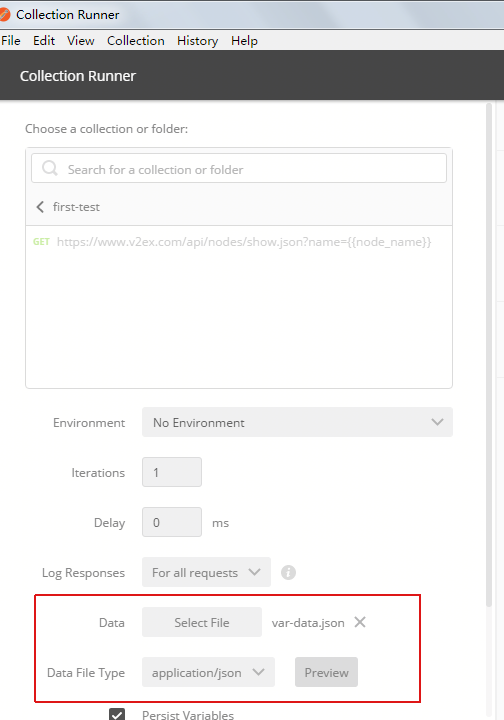 Collection Runner
File Edit View Collection History Help
Collection Runner
Choose a collection or folder:
Search for a collection or folder
first-test
GET https://www.v2ex.com/api/nodes/show.json?name={{node_name}}
Environment No Environment
Iterations 1
Delay 0 ms
Log Responses For all requests
Data Select File var-data.json
Data File Type application/json Preview
Persist Variables